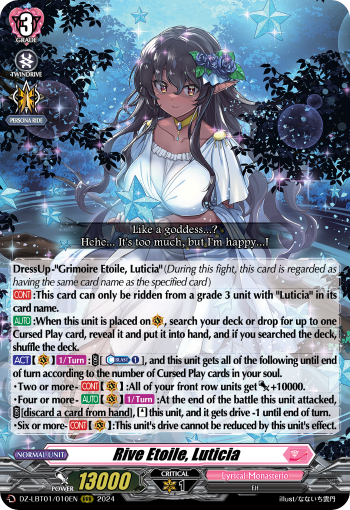 3
GRADE
TWINDRIVE
PERSONA RIDE
Like a goddess...?
Hehe... It's too much, but I'm happy...!
DressUp-"Grimoire Etoile, Luticia"(During this fight, this card is regarded as
having the same card name as the specified card)
CONT:This card can only be ridden from a grade 3 unit with "Luticia" in its
card name.
AUTO:When this unit is placed on , search your deck or drop for up to one
Cursed Play card, reveal it and put it into hand, and if you searched the deck,
shuffle the deck.
ACT【】1/Turn :[BLAST 1], and this unit gets all of the following until end
of turn according to the number of Cursed Play cards in your soul.
・Two or more- CONT【】:All of your front row units get +10000.
・Four or more- AUTO【】1/Turn :At the end of the battle this unit attacked,
[discard a card from hand], this unit, and it gets drive -1 until end of turn.
・Six or more- CONT【】:This unit's drive cannot be reduced by this unit's effect.
NORMAL UNIT
Rive Etoile, Luticia
POWER 13000
CRITICAL
1
Lyrical Monasterio
Elf
DZ-LBT01/010EN RRR 2024
illust/なないち雲丹